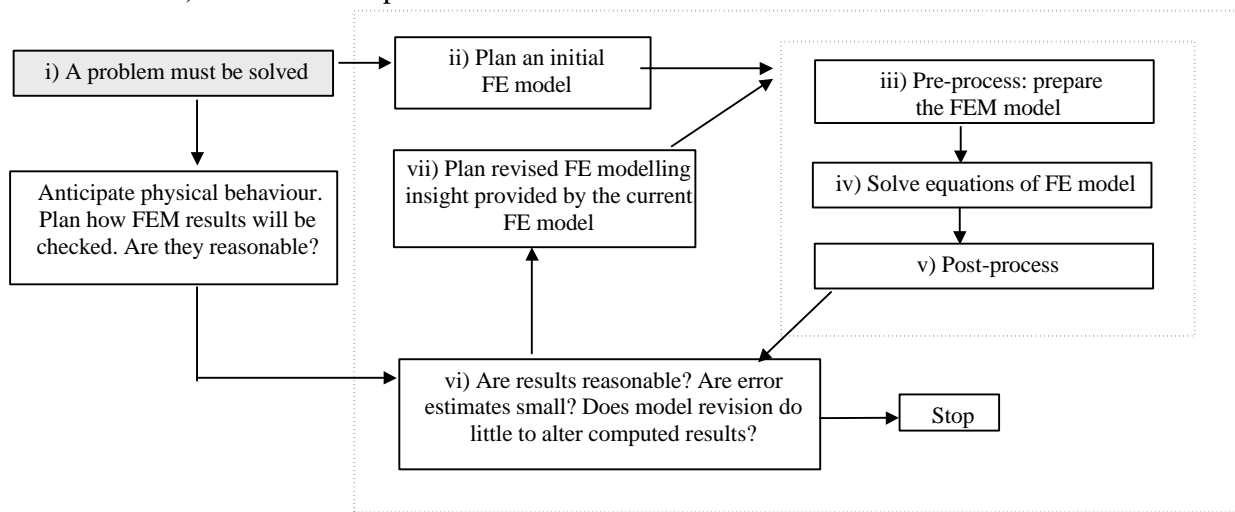 i) A problem must be solved
ii) Plan an initial
FE model
iii) Pre-process: prepare
the FEM model
vii) Plan revised FE modelling
insight provided by the current
FE model
iv) Solve equations of FE model
Anticipate physical behaviour.
Plan how FEM results will be
checked. Are they reasonable?
v) Post-process
vi) Are results reasonable? Are error
estimates small? Does model revision do
little to alter computed results?
Stop